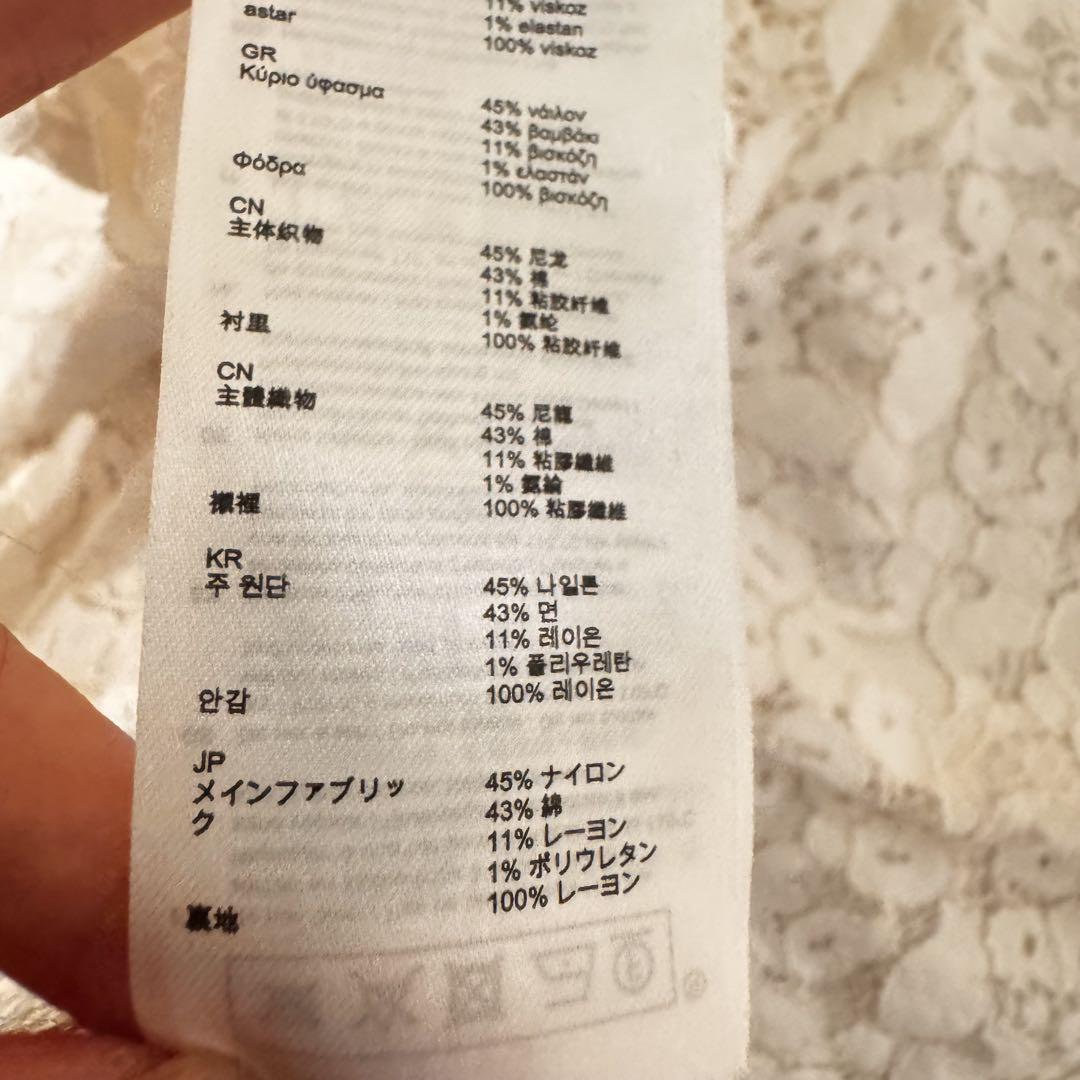 11% viskoz
astar
1% elastan
100% viskoz
GR
Κύριο ύφασμα
45% νάιλον
43% βαμβάκι
11% βισκόζη
1% ελαστάν
Φόδρα
100% βισκόζη
CN
主体织物
45% 尼龙
43% 棉
11% 粘胶纤维
1% 氨纶
衬里
100% 粘胶纤维
CN
主體織物
45% 尼龍
43% 棉
11% 粘膠纖維
1% 氨綸
襯裡
100% 粘膠纖維
KR
주 원단
45% 나일론
43% 면
11% 레이온
1% 폴리우레탄
안감
100% 레이온
JP
メインファブリッ
ク
45% ナイロン
43% 綿
11% レーヨン
1% ポリウレタン
100% レーヨン
裏地